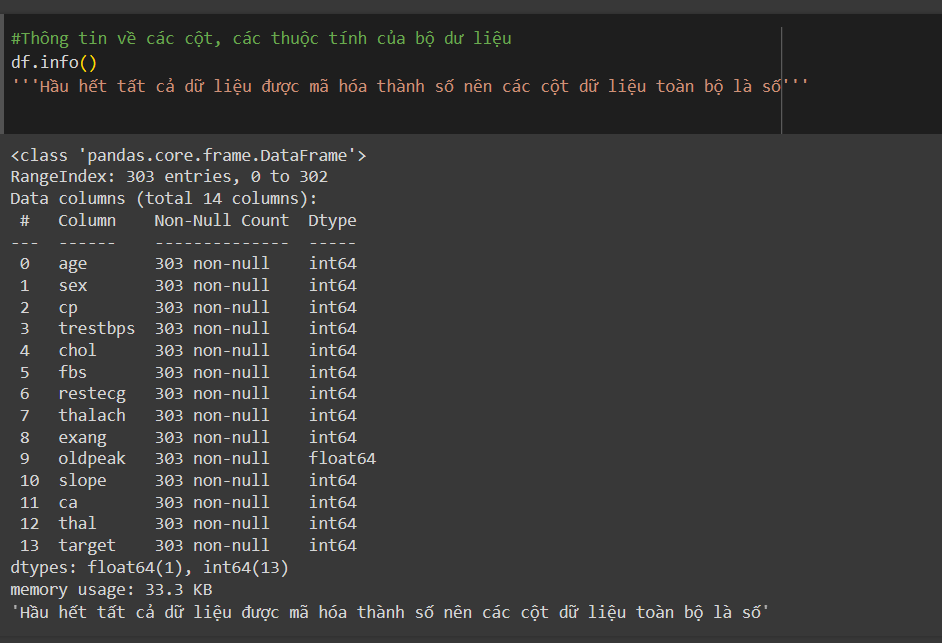 #Thông tin về các cột, các thuộc tính của bộ dư liệu
df.info()
'''Hầu hết tất cả dữ liệu được mã hóa thành số nên các cột dữ liệu toàn bộ là số'''
<class 'pandas.core.frame.DataFrame'>
RangeIndex: 303 entries, 0 to 302
Data columns (total 14 columns):
 #   Column    Non-Null Count  Dtype
---  ------    --------------  -----
 0   age       303 non-null    int64
 1   sex       303 non-null    int64
 2   cp        303 non-null    int64
 3   trestbps  303 non-null    int64
 4   chol      303 non-null    int64
 5   fbs       303 non-null    int64
 6   restecg   303 non-null    int64
 7   thalach   303 non-null    int64
 8   exang     303 non-null    int64
 9   oldpeak   303 non-null    float64
 10  slope     303 non-null    int64
 11  ca        303 non-null    int64
 12  thal      303 non-null    int64
 13  target    303 non-null    int64
dtypes: float64(1), int64(13)
memory usage: 33.3 KB
'Hầu hết tất cả dữ liệu được mã hóa thành số nên các cột dữ liệu toàn bộ là số'